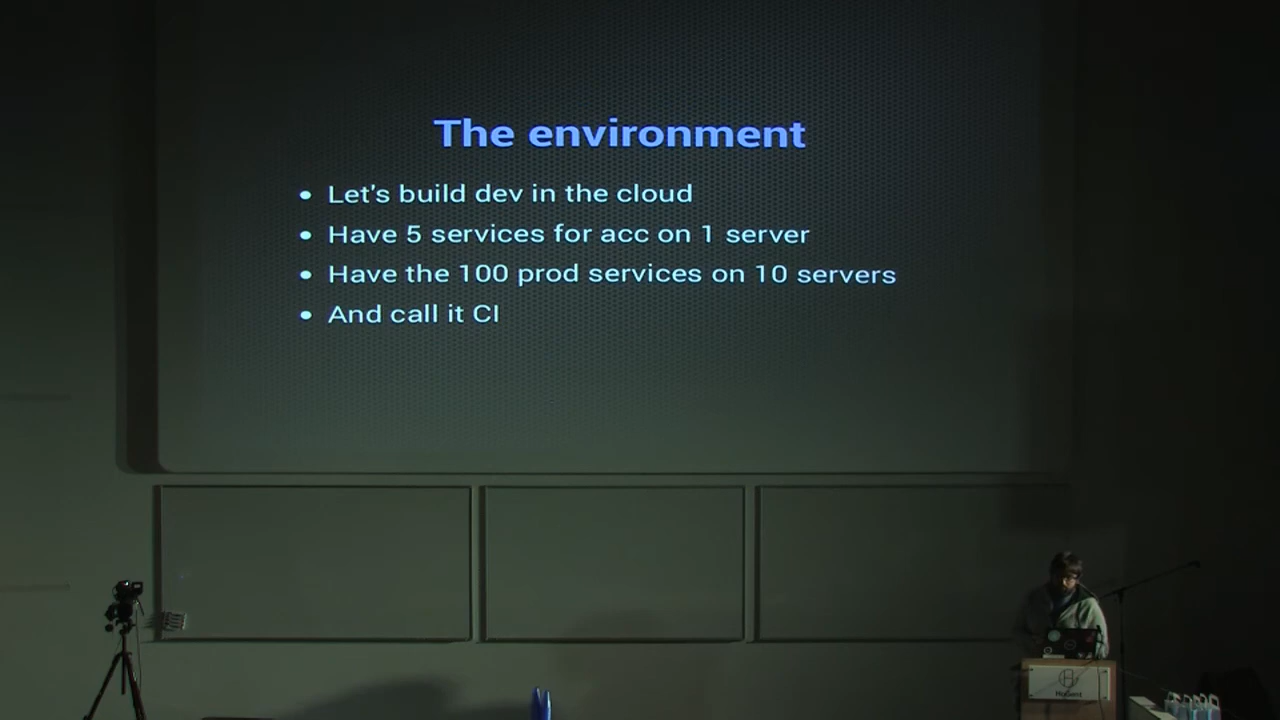 The environment
• Let's build dev in the cloud
• Have 5 services for acc on 1 server
• Have the 100 prod services on 10 servers
• And call it CI
HoGent